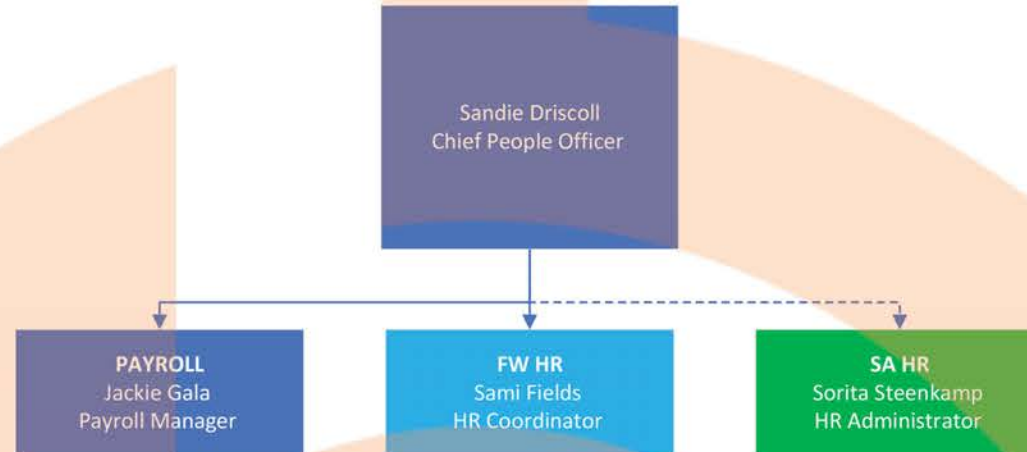 Sandie Driscoll
Chief People Officer
PAYROLL
Jackie Gala
Payroll Manager
FW HR
Sami Fields
HR Coordinator
SA HR
Sorita Steenkamp
HR Administrator